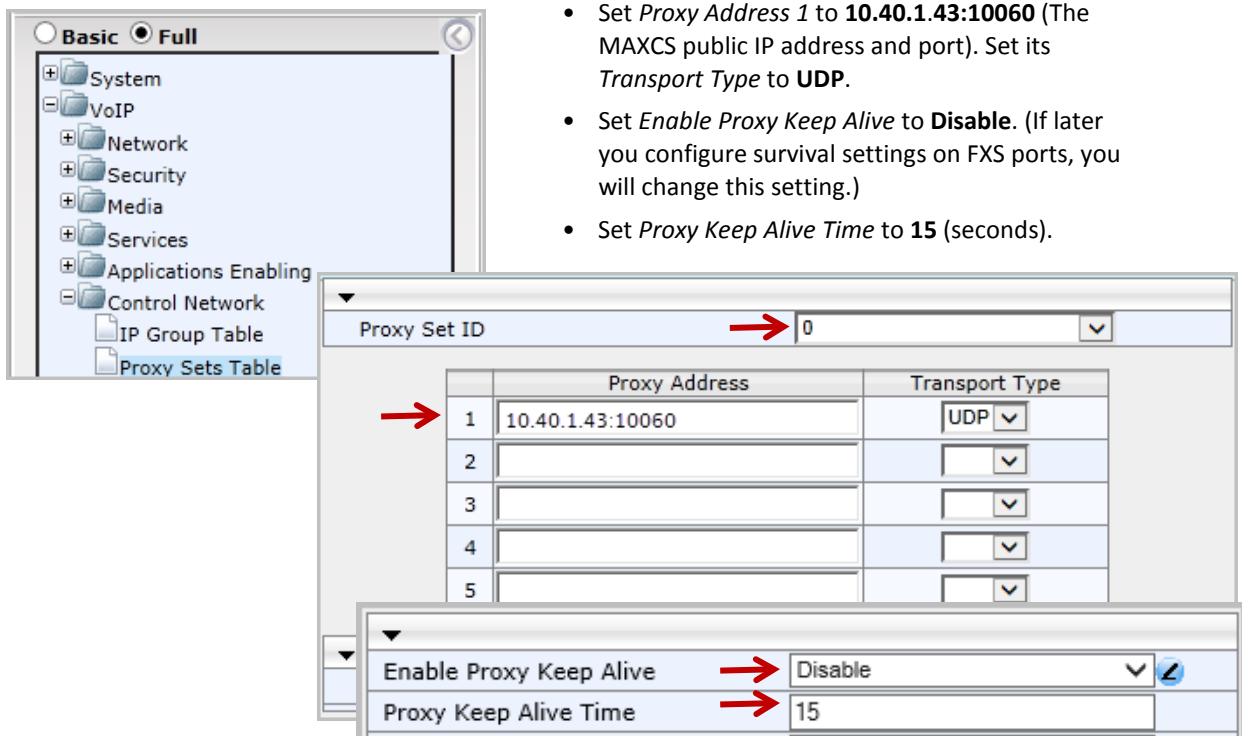 Basic Full
System
VoIP
Network
Security
Media
Services
Applications Enabling
Control Network
IP Group Table
Proxy Sets Table
• Set Proxy Address 1 to 10.40.1.43:10060 (The
MAXCS public IP address and port). Set its
Transport Type to UDP.
• Set Enable Proxy Keep Alive to Disable. (If later
you configure survival settings on FXS ports, you
will change this setting.)
• Set Proxy Keep Alive Time to 15 (seconds).
Proxy Set ID 0
Proxy Address Transport Type
1 10.40.1.43:10060 UDP
2
3
4
5
Enable Proxy Keep Alive Disable
Proxy Keep Alive Time 15